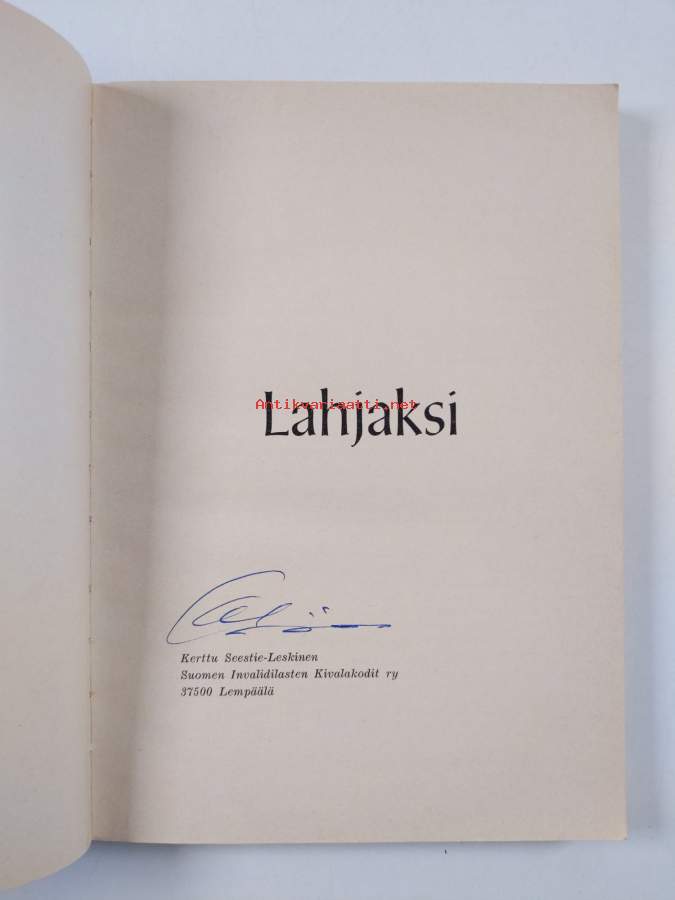 Antikvariaatti.net
Lahjaksi
Kerttu Seestie-Leskinen
Suomen Invalidilasten Kivalakodit ry
37500 Lempäälä